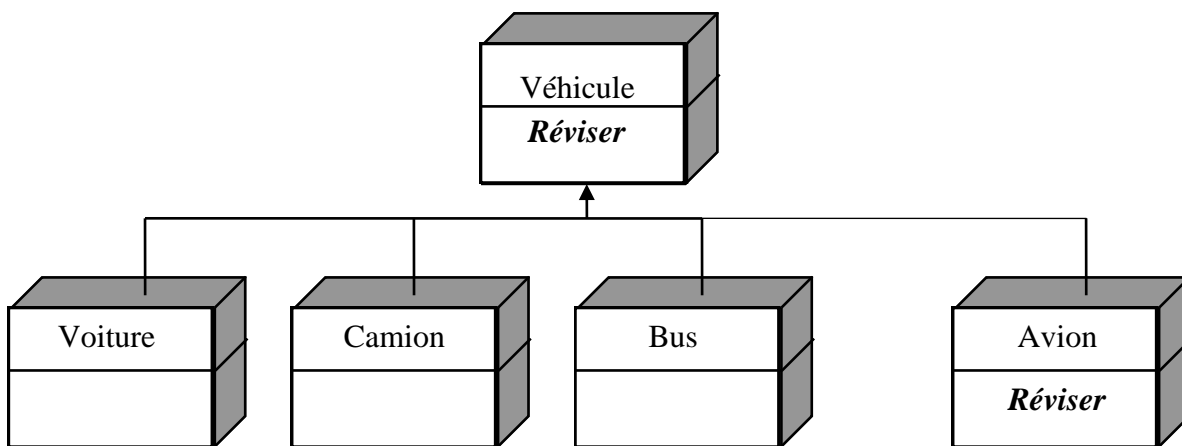 Véhicule
Réviser
Voiture
Camion
Bus
Avion
Réviser